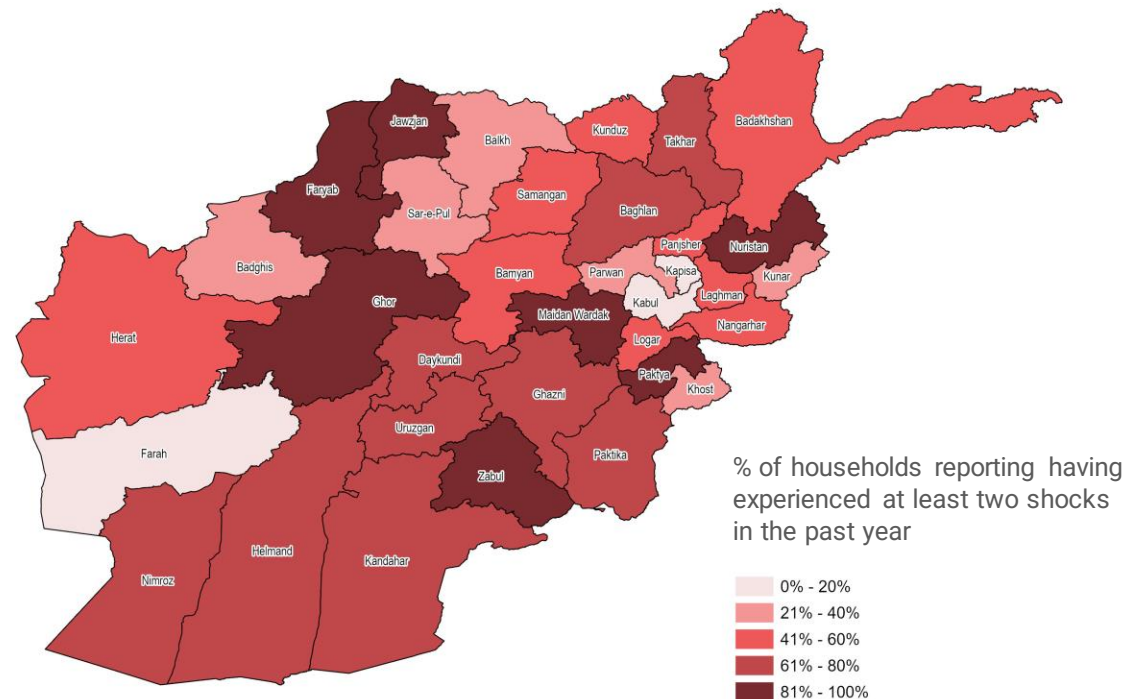 Jawzjan
Balkh
Kunduz
Takhar
Badakhshan
Faryab
Samangan
Sar-e-Pul
Baghlan
Panjsher
Nuristan
Badghis
Bamyan
Parwan
Kapisa
Kunar
Ghor
Kabul
Laghman
Maidan Wardak
Nangarhar
Herat
Logar
Daykundi
Paktya
Ghazni
Khost
Uruzgan
Farah
Paktika
Zabul
Helmand
Kandahar
Nimroz
% of households reporting having
experienced at least two shocks
in the past year
0% - 20%
21% - 40%
41% - 60%
61% - 80%
81% - 100%